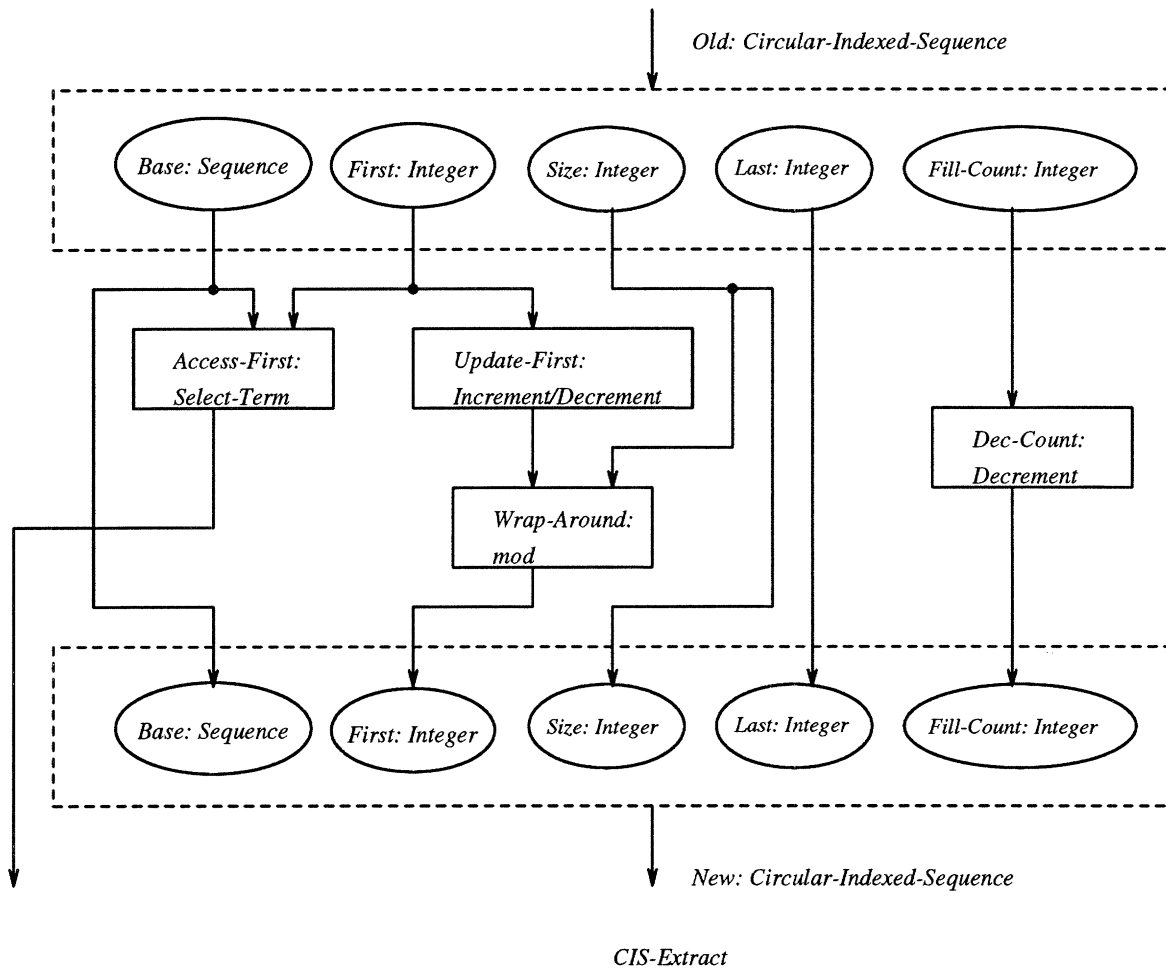 Old: Circular-Indexed-Sequence
Base: Sequence
First: Integer
Size: Integer
Last: Integer
Fill-Count: Integer
Access-First:
Select-Term
Update-First:
Increment/Decrement
Dec-Count:
Decrement
Wrap-Around:
mod
Base: Sequence
First: Integer
Size: Integer
Last: Integer
Fill-Count: Integer
New: Circular-Indexed-Sequence
CIS-Extract